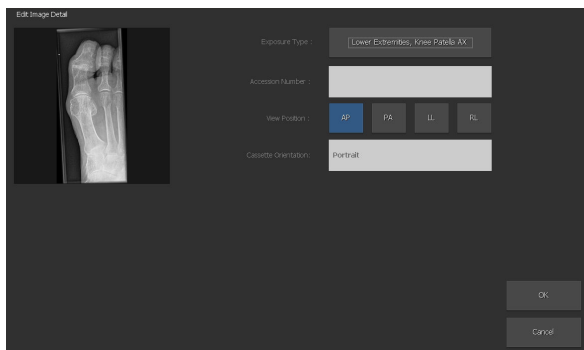 Edit Image Detail
Exposure Type :
Lower Extremities, Knee Patella AX
Accession Number :
View Position :
AP
PA
LL
RL
Cassette Orientation:
Portrait
OK
Cancel